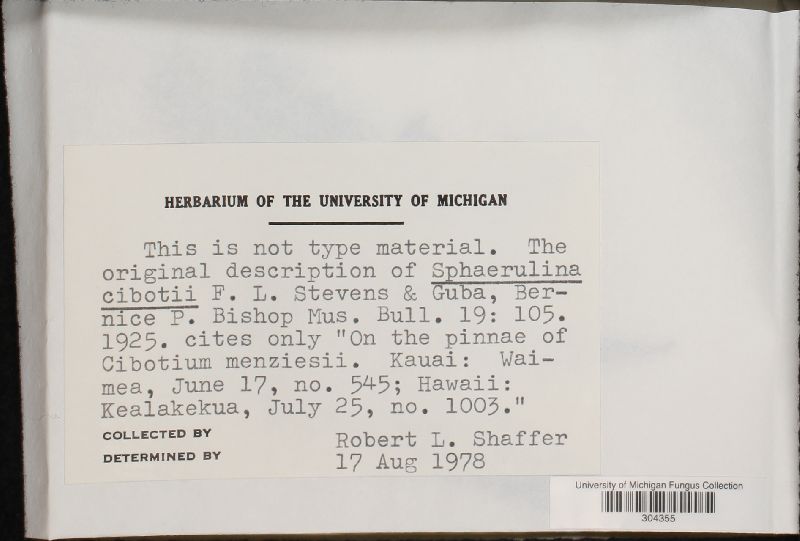 HERBARIUM OF THE UNIVERSITY OF MICHIGAN
This is not type material. The
original description of Sphaerulina
cibotii F. L. Stevens & Guba, Ber-
nice P. Bishop Mus. Bull. 19: 105.
1925. cites only "On the pinnae of
Cibotium menziesii. Kauai: Wai-
mea, June 17, no. 545; Hawaii:
Kealakekua, July 25, no. 1003."
COLLECTED BY Robert L. Shaffer
DETERMINED BY 17 Aug 1978
University of Michigan Fungus Collection
304355